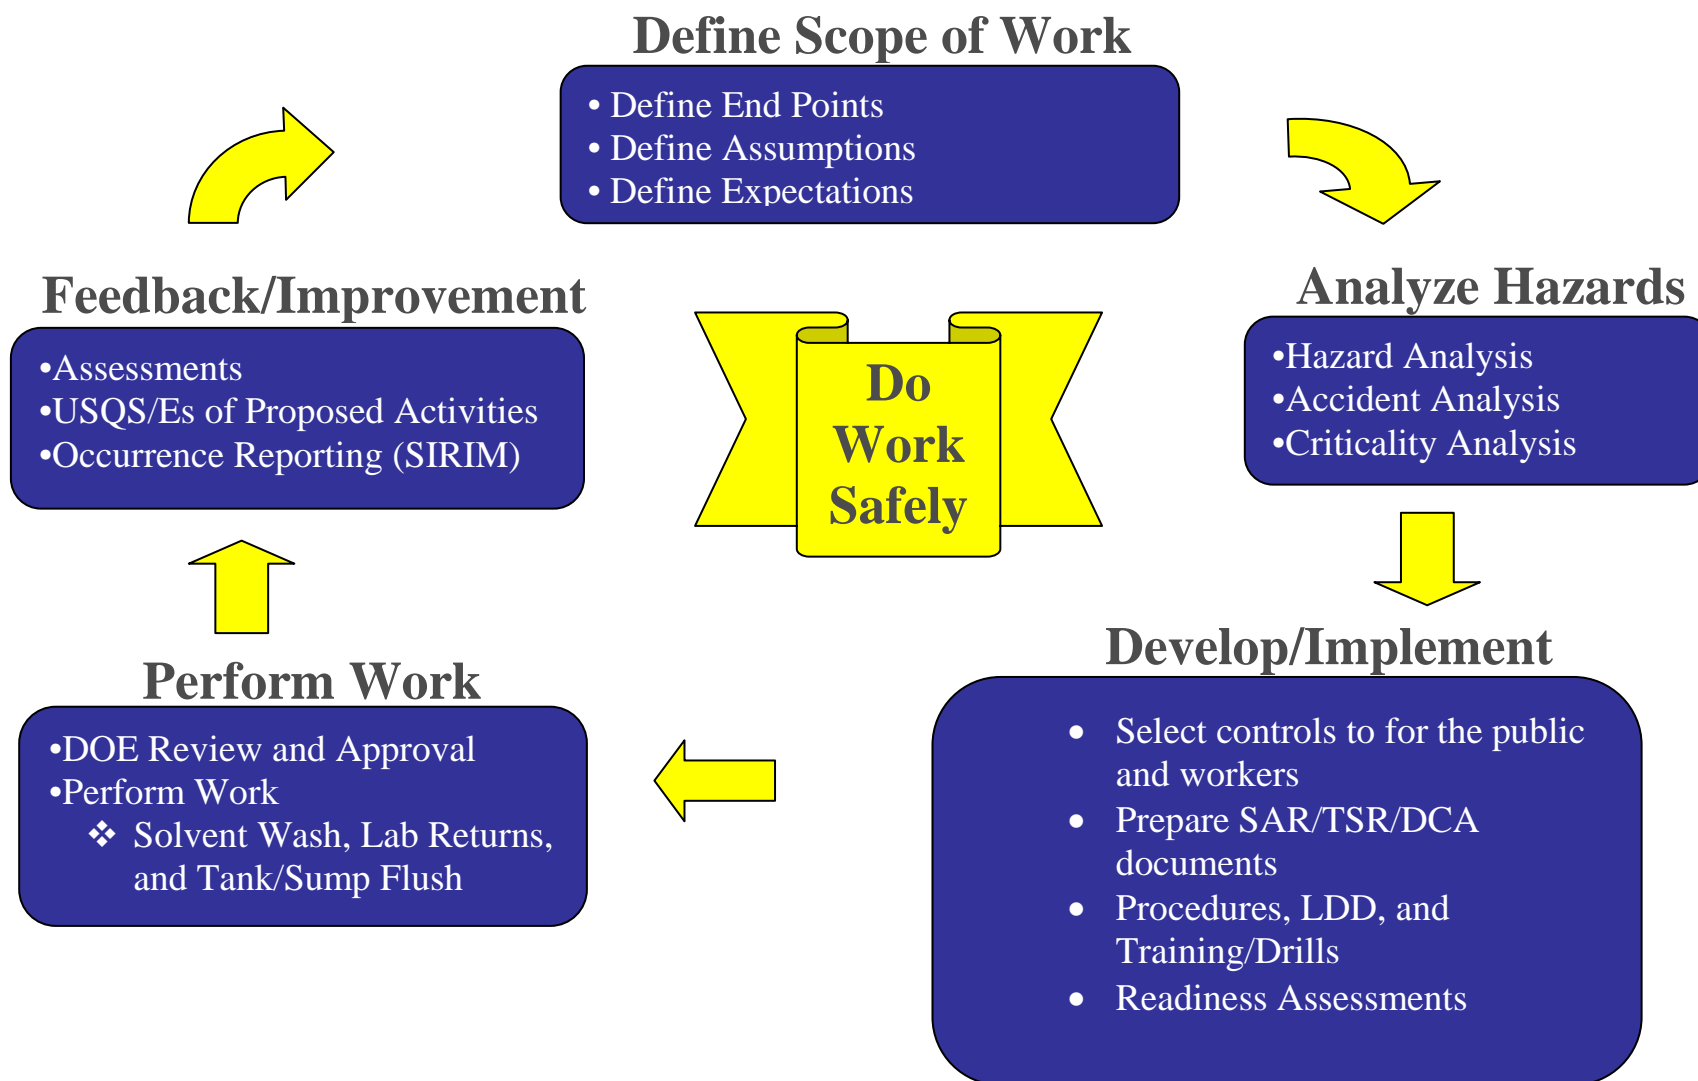 Define Scope of Work
• Define End Points
• Define Assumptions
• Define Expectations
Analyze Hazards
•Hazard Analysis
•Accident Analysis
•Criticality Analysis
Develop/Implement
• Select controls to for the public
and workers
• Prepare SAR/TSR/DCA
documents
• Procedures, LDD, and
Training/Drills
• Readiness Assessments
Perform Work
•DOE Review and Approval
•Perform Work
❖ Solvent Wash, Lab Returns,
and Tank/Sump Flush
Feedback/Improvement
•Assessments
•USQS/Es of Proposed Activities
•Occurrence Reporting (SIRIM)
Do
Work
Safely